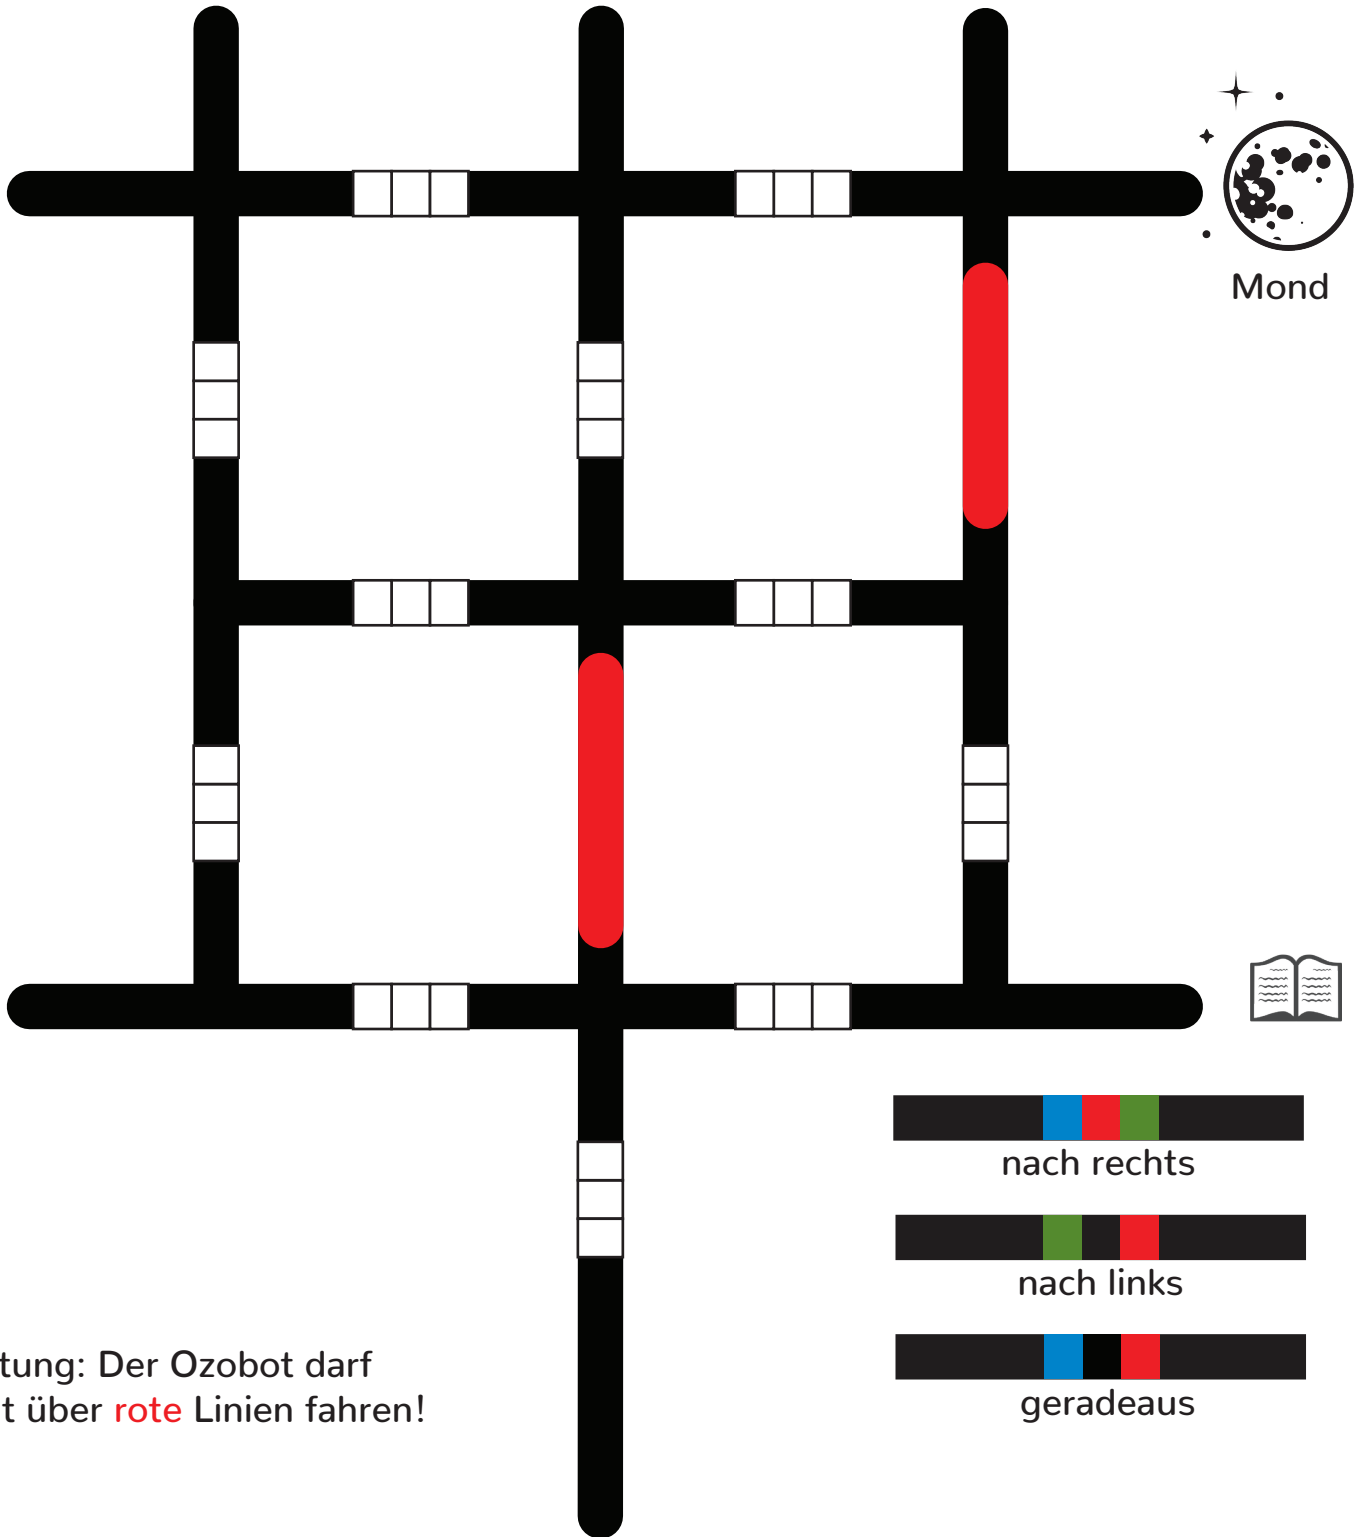 Mond
nach rechts
nach links
geradeaus
tung: Der Ozobot darf
t über rote Linien fahren!